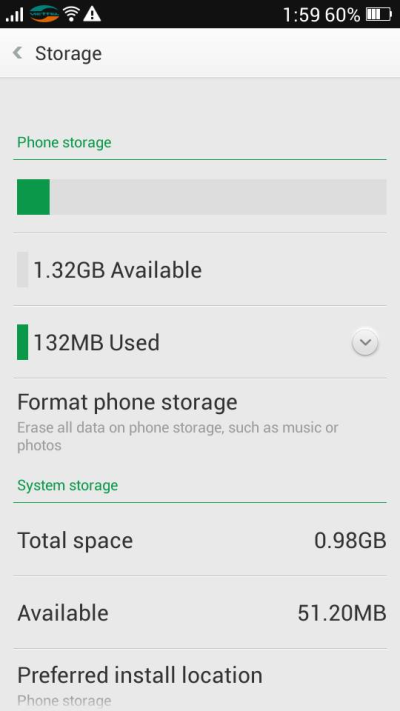 1:59 60%
Storage
Phone storage
1.32GB Available
132MB Used
Format phone storage
Erase all data on phone storage, such as music or
photos
System storage
Total space 0.98GB
Available 51.20MB
Preferred install location
Phone storage